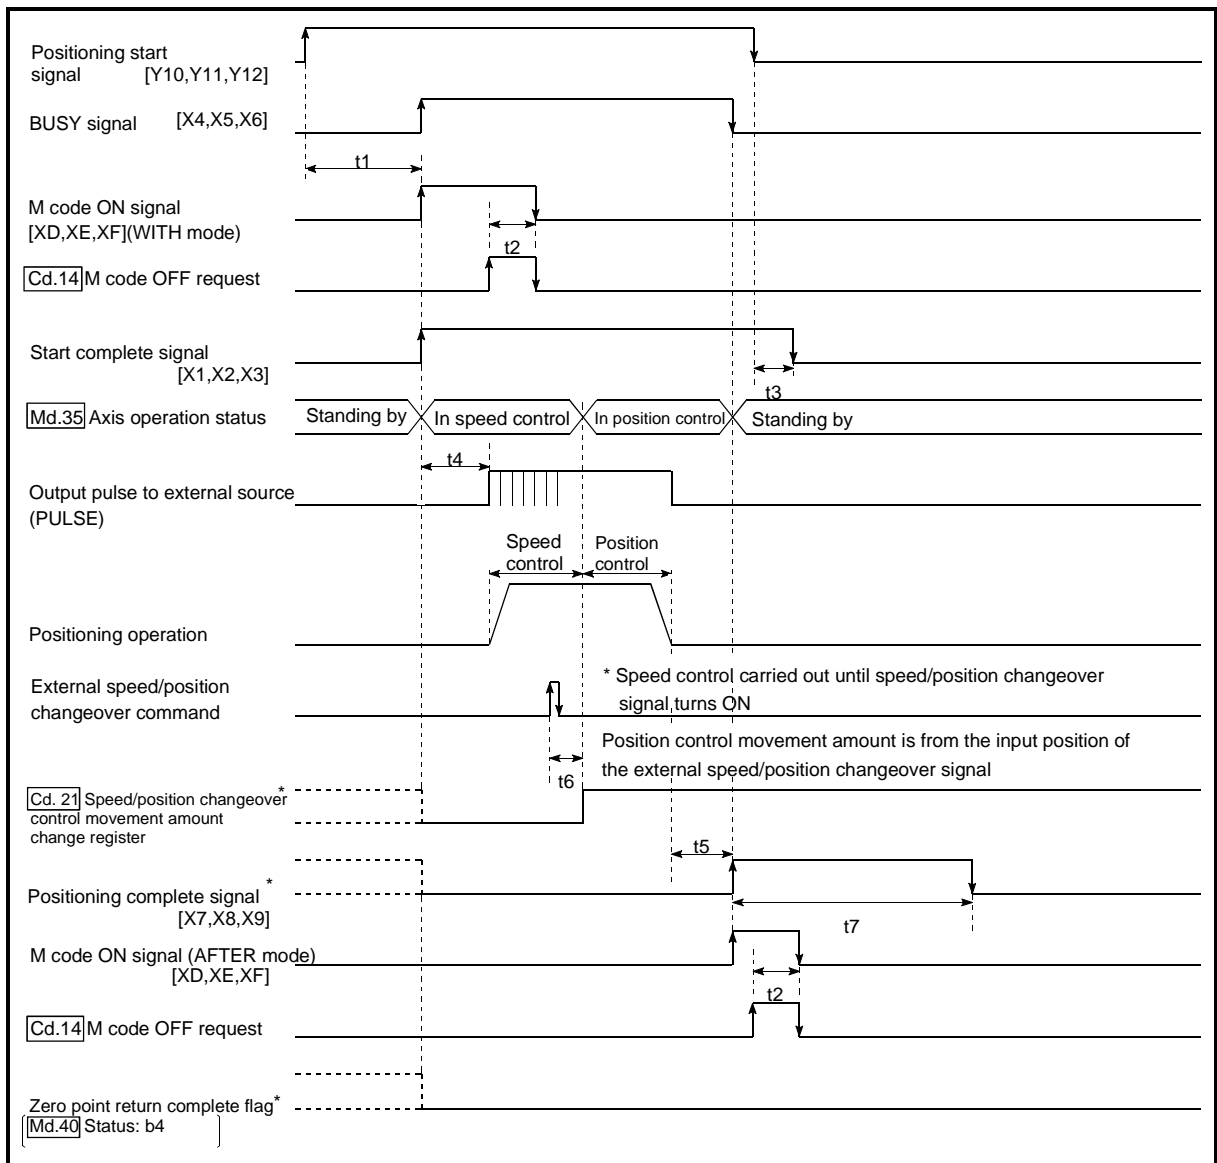 Positioning start
signal [Y10,Y11,Y12]
BUSY signal [X4,X5,X6]
t1
M code ON signal
[XD,XE,XF](WITH mode)
t2
Cd.14 M code OFF request
Start complete signal
[X1,X2,X3]
t3
Md.35 Axis operation status
Standing by
In speed control
In position control
Standing by
t4
Output pulse to external source
(PULSE)
Speed
control
Position
control
Positioning operation
External speed/position
changeover command
* Speed control carried out until speed/position changeover
signal turns ON
Position control movement amount is from the input position of
the external speed/position changeover signal
t6
Cd. 21 Speed/position changeover*
control movement amount
change register
t5
Positioning complete signal *
[X7,X8,X9]
t7
M code ON signal (AFTER mode)
[XD,XE,XF]
t2
Cd.14 M code OFF request
Zero point return complete flag*
Md.40 Status: b4